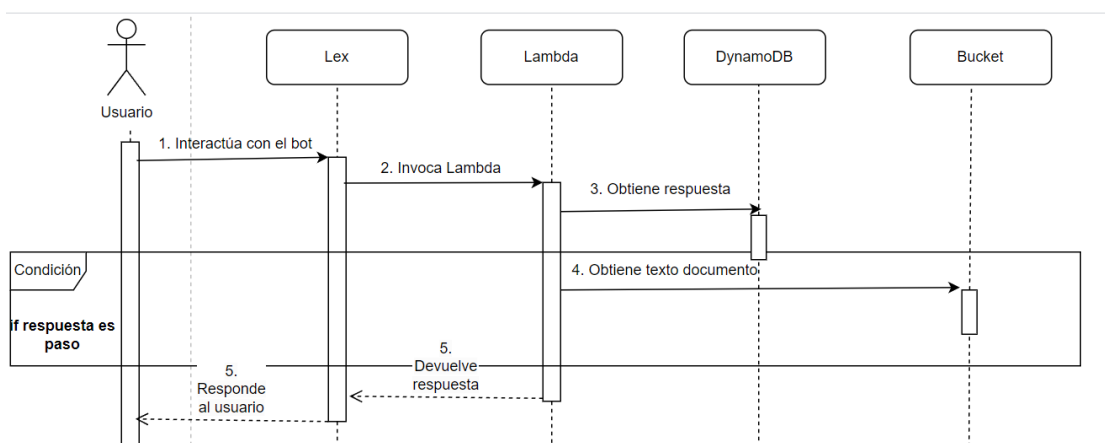 Lex
Lambda
DynamoDB
Bucket
Usuario
1. Interactúa con el bot
2. Invoca Lambda
3. Obtiene respuesta
Condición
4. Obtiene texto documento
if respuesta es
paso
5.
Devuelve
respuesta
5.
Responde
al usuario